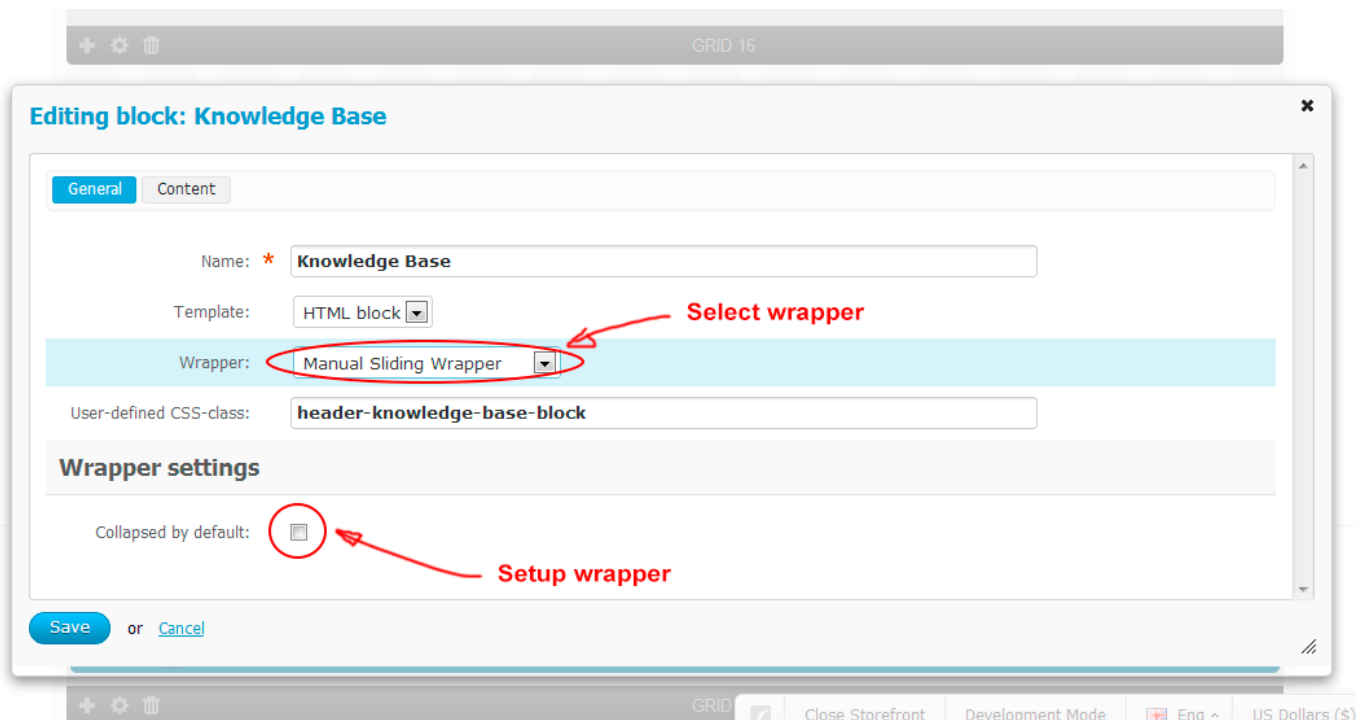 GRID 16
Editing block: Knowledge Base
General Content
Name: * Knowledge Base
Template: HTML block
Select wrapper
Wrapper: Manual Sliding Wrapper
User-defined CSS-class: header-knowledge-base-block
Wrapper settings
Collapsed by default:
Setup wrapper
Save or Cancel
GRID
Close Storefront Development Mode Eng US Dollars ($)